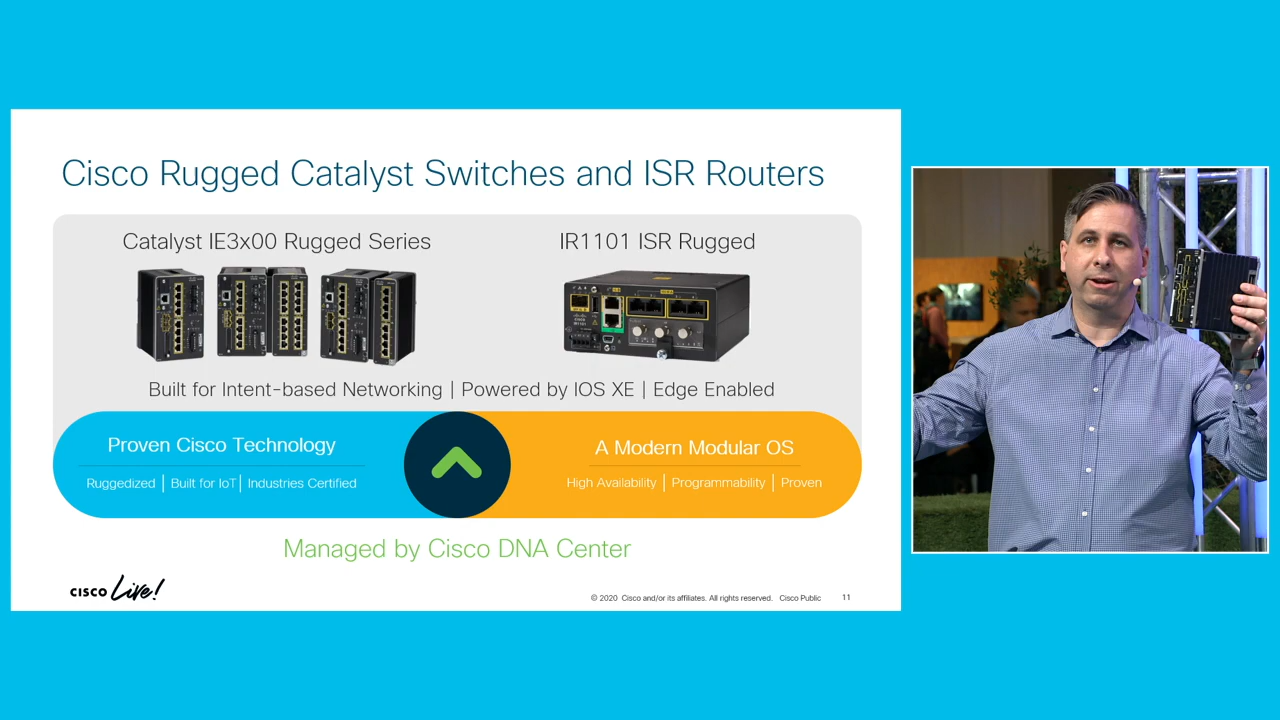 Cisco Rugged Catalyst Switches and ISR Routers
Catalyst IE3x00 Rugged Series
IR1101 ISR Rugged
Built for Intent-based Networking | Powered by IOS XE | Edge Enabled
Proven Cisco Technology
Ruggedized | Built for IoT | Industries Certified
A Modern Modular OS
High Availability | Programmability | Proven
Managed by Cisco DNA Center
CISCO Live!
© 2020 Cisco and/or its affiliates. All rights reserved. Cisco Public 11